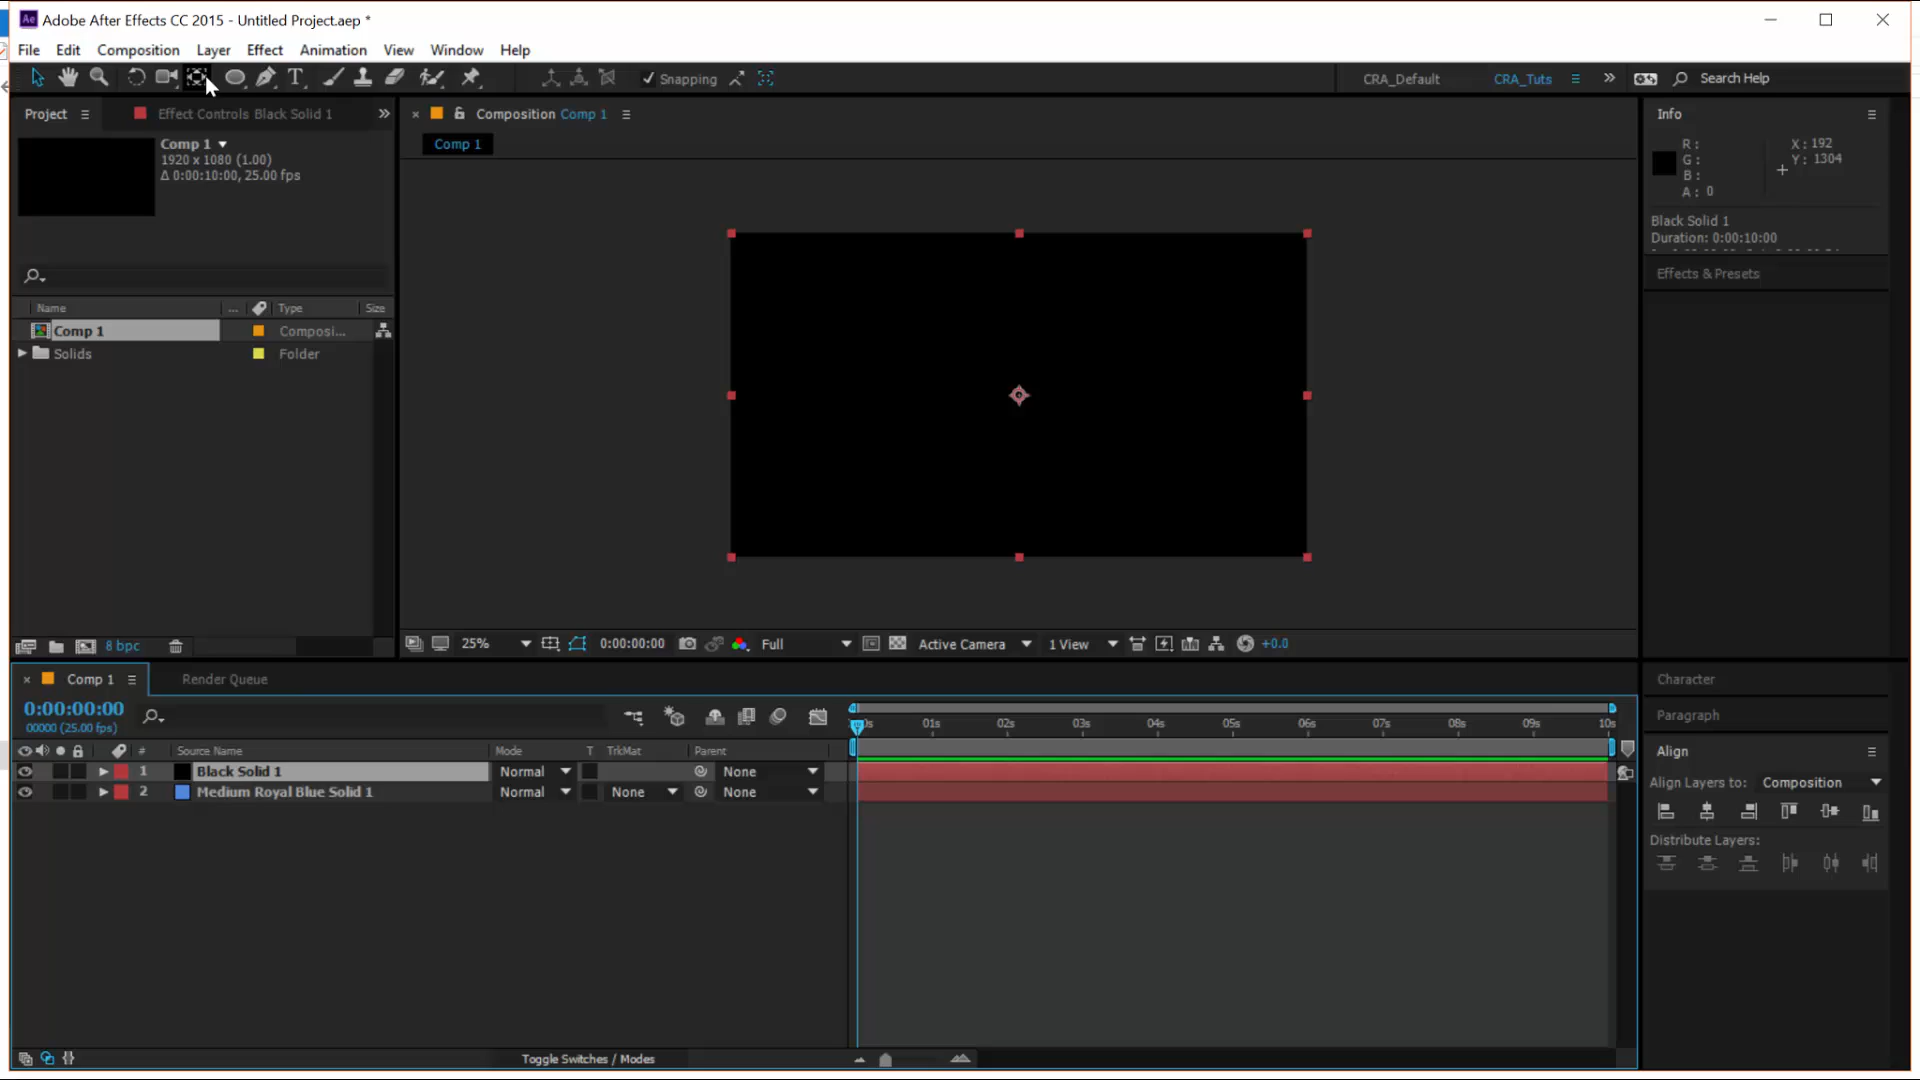 Ae Adobe After Effects CC 2015 - Untitled Project.aep *
File Edit Composition Layer Effect Animation View Window Help
T Snapping CRA_Default CRA_Tuts Search Help
Project Effect Controls Black Solid 1
Composition Comp 1
Info
Comp 1
1920 x 1080 (1.00)
Δ 0:00:10:00, 25.00 fps
Comp 1
R :
G :
B :
A : 0
X : 192
Y : 1304
Black Solid 1
Duration: 0:00:10:00
Effects & Presets
Name ... Type Size
Comp 1 Composi...
Solids Folder
8 bpc
25% 0:00:00:00 Full Active Camera 1 View +0.0
Comp 1 Render Queue
Character
0:00:00:00
00000 (25.00 fps)
01s 02s 03s 04s 05s 06s 07s 08s 09s 10s
Paragraph
# Source Name Mode T TrkMat Parent
Align
1 Black Solid 1 Normal None
2 Medium Royal Blue Solid 1 Normal None None
Align Layers to: Composition
Distribute Layers:
Toggle Switches / Modes